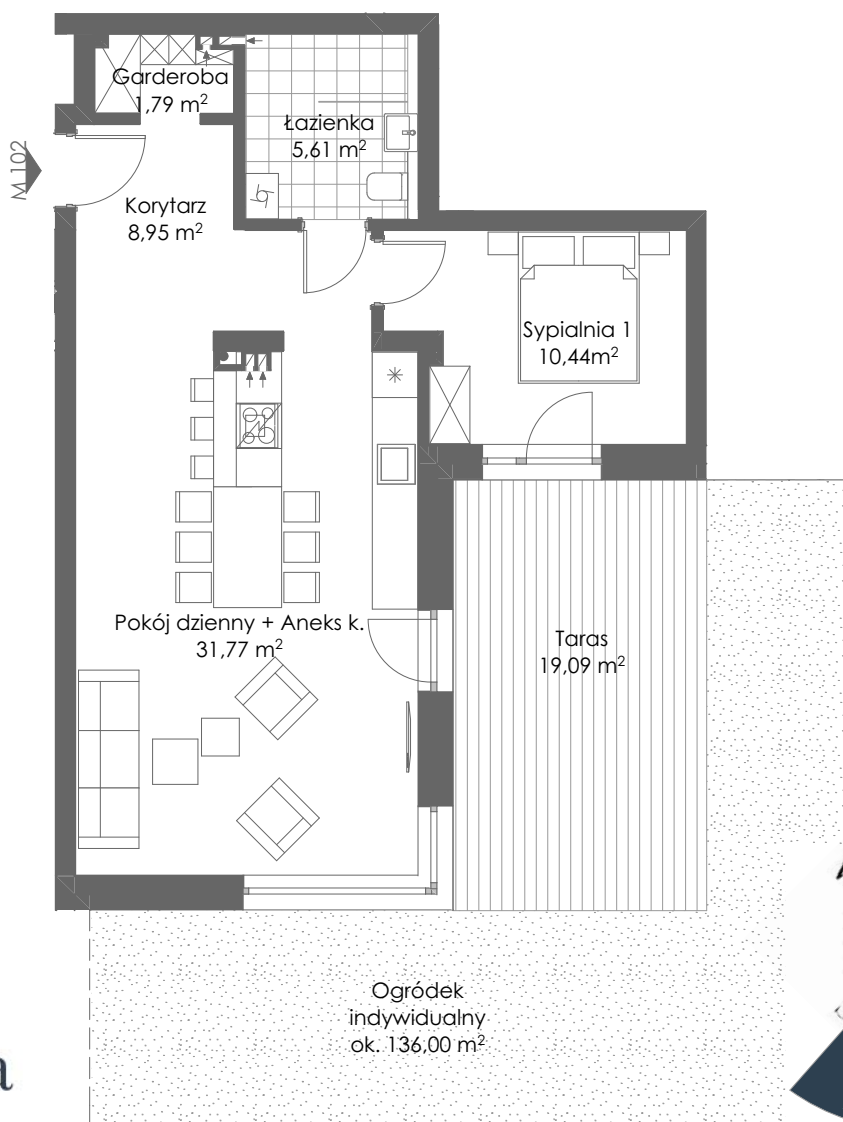 Garderoba
1,79 m²
Łazienka
5,61 m²
M 102
Korytarz
8,95 m²
Sypialnia 1
10,44m²
Pokój dzienny + Aneks k.
31,77 m²
Taras
19,09 m²
Ogródek
indywidualny
ok. 136,00 m²
a